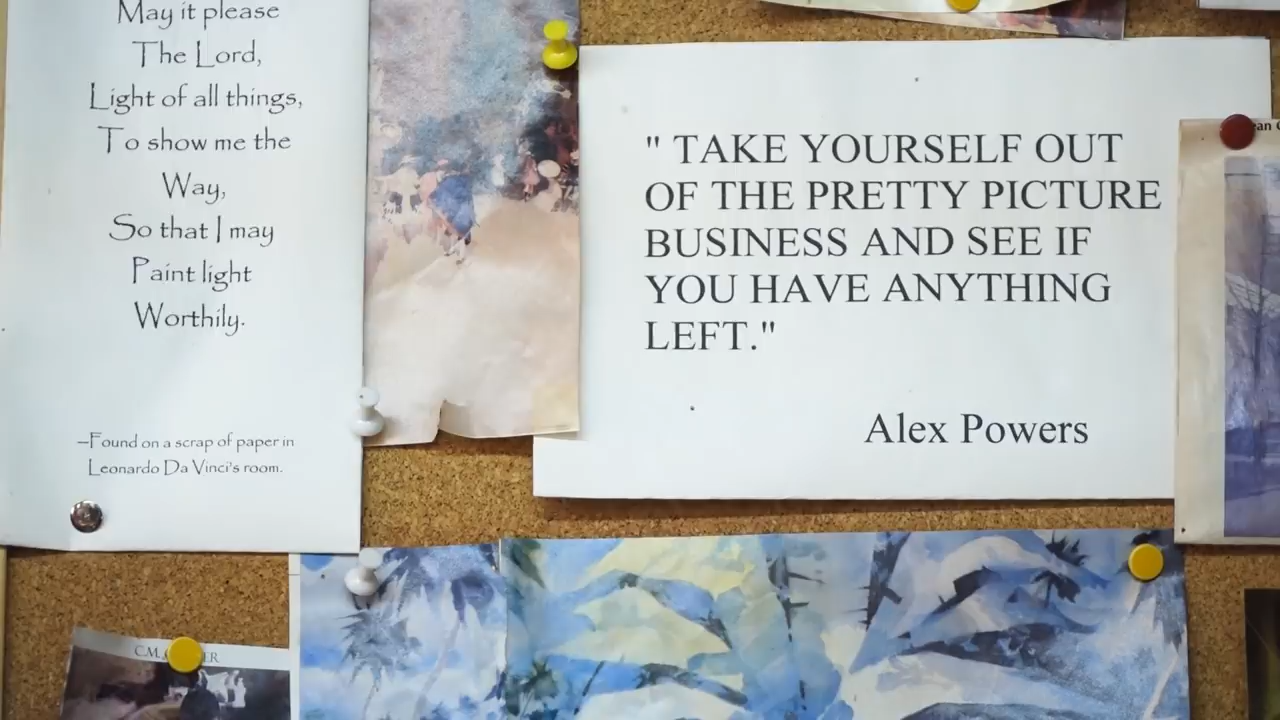 May it please
The Lord,
Light of all things,
To show me the
Way,
So that I may
Paint light
Worthily.
–Found on a scrap of paper in
Leonardo Da Vinci's room.
" TAKE YOURSELF OUT
OF THE PRETTY PICTURE
BUSINESS AND SEE IF
YOU HAVE ANYTHING
LEFT."
Alex Powers